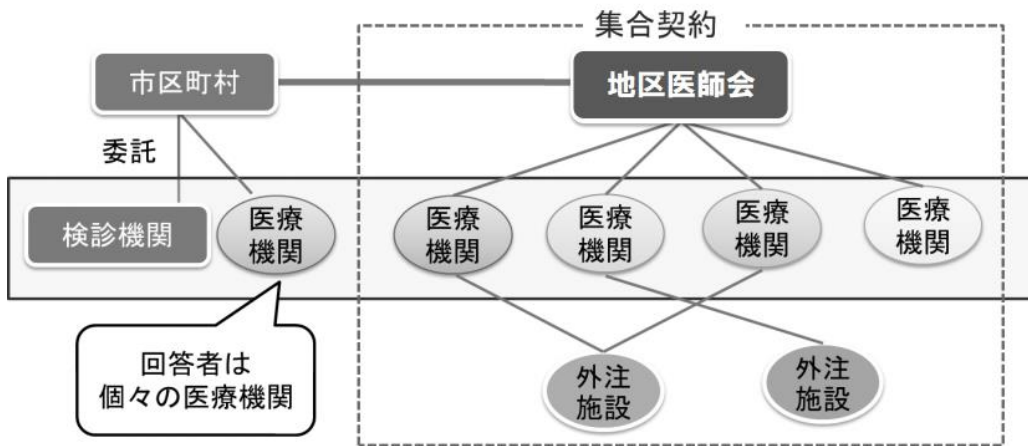 集合契約
市区町村
地区医師会
委託
検診機関
医療
機関
医療
機関
医療
機関
医療
機関
医療
機関
回答者は
個々の医療機関
外注
施設
外注
施設